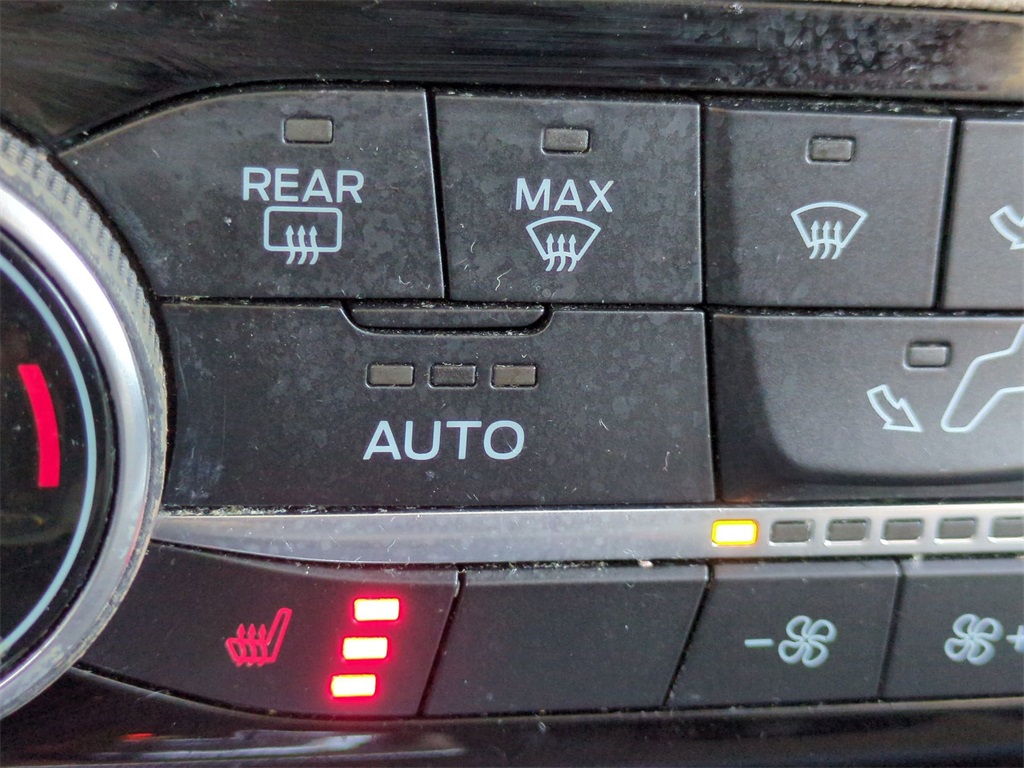 REAR
MAX
AUTO
- +